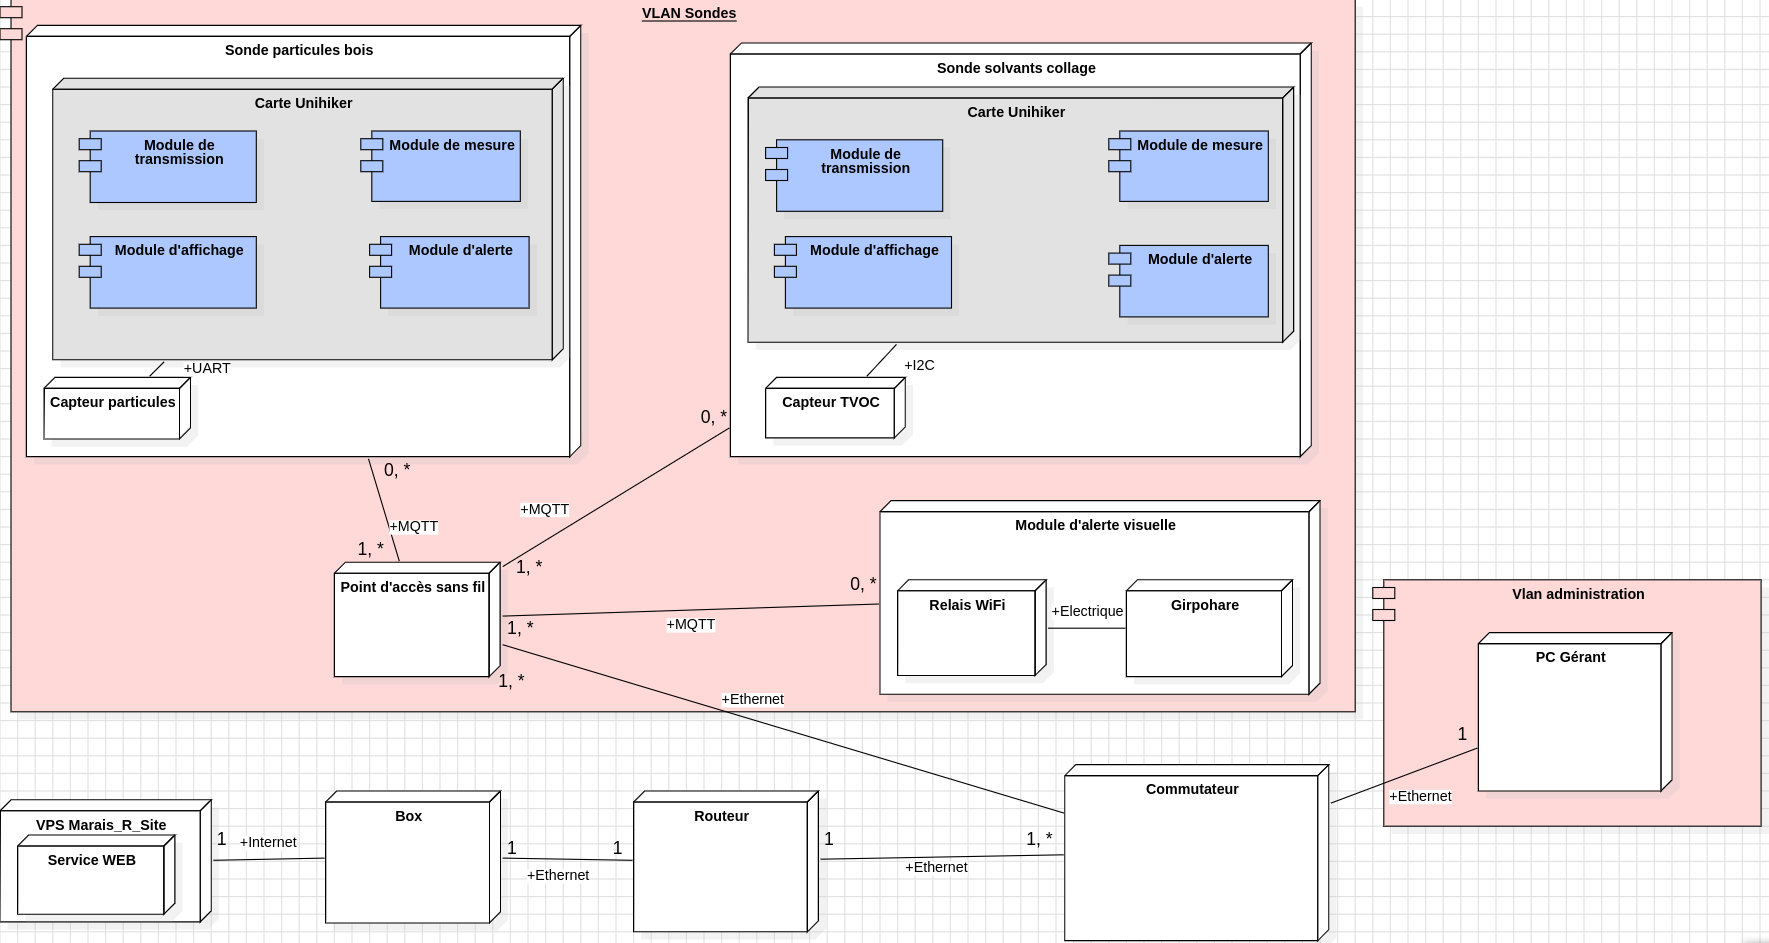 VLAN Sondes
Sonde particules bois
Carte Unihiker
Module de
transmission
Module de mesure
Module d'affichage
Module d'alerte
+UART
Capteur particules
Sonde solvants collage
Carte Unihiker
Module de
transmission
Module de mesure
Module d'affichage
Module d'alerte
+I2C
Capteur TVOC
0, *
0, *
+MQTT
+MQTT
1, *
1, *
Point d'accès sans fil
Module d'alerte visuelle
0, *
Relais WiFi
+Electrique
Girpohare
+MQTT
1, *
1, *
+Ethernet
Vlan administration
PC Gérant
1
+Ethernet
Commutateur
1, *
VPS Marais_R_Site
Service WEB
1
+Internet
Box
1
+Ethernet
1
Routeur
1
+Ethernet